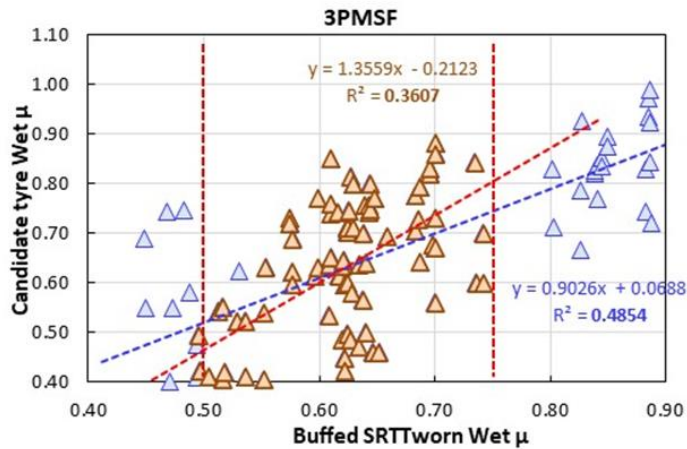 3PMSF
1.10
1.00
0.90
0.80
0.70
0.60
0.50
0.40
Candidate tyre Wet μ
y = 1.3559x - 0.2123
R² = 0.3607
y = 0.9026x + 0.0688
R² = 0.4854
0.40 0.50 0.60 0.70 0.80 0.90
Buffed SRTTworn Wet μ